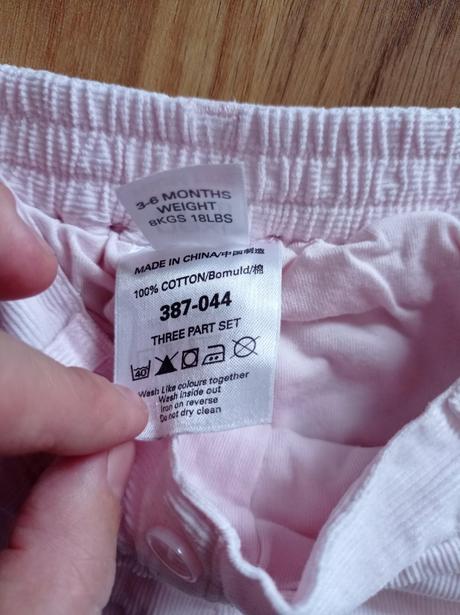 3-6 MONTHS
WEIGHT
8KGS 18LBS
MADE IN CHINA/中国制造
100% COTTON/Bomuld/棉
387-044
THREE PART SET
40
Wash Like colours together
Wash inside out
Iron on reverse
Do not dry clean